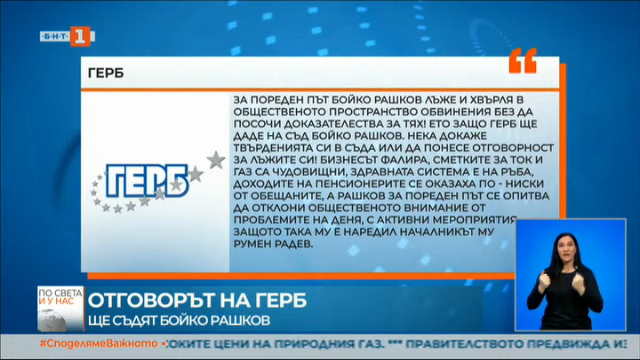 БНТ 1
ГЕРБ
ЗА ПОРЕДЕН ПЪТ БОЙКО РАШКОВ ЛЪЖЕ И ХВЪРЛЯ В
ОБЩЕСТВЕНОТО ПРОСТРАНСТВО ОБВИНЕНИЯ БЕЗ ДА
ПОСОЧИ ДОКАЗАТЕЛЕСТВА ЗА ТЯХ! ЕТО ЗАЩО ГЕРБ ЩЕ
ДАДЕ НА СЪД БОЙКО РАШКОВ. НЕКА ДОКАЖЕ
ТВЪРДЕНИЯТА СИ В СЪДА ИЛИ ДА ПОНЕСЕ ОТГОВОРНОСТ
ЗА ЛЪЖИТЕ СИ! БИЗНЕСЪТ ФАЛИРА, СМЕТКИТЕ ЗА ТОК И
ГАЗ СА ЧУДОВИЩНИ, ЗДРАВНАТА СИСТЕМА Е НА РЪБА,
ДОХОДИТЕ НА ПЕНСИОНЕРИТЕ СЕ ОКАЗАХА ПО - НИСКИ
ОТ ОБЕЩАНИТЕ, А РАШКОВ ЗА ПОРЕДЕН ПЪТ СЕ ОПИТВА
ДА ОТКЛОНИ ОБЩЕСТВЕНОТО ВНИМАНИЕ ОТ
ПРОБЛЕМИТЕ НА ДЕНЯ, С АКТИВНИ МЕРОПРИЯТИЯ,
ЗАЩОТО ТАКА МУ Е НАРЕДИЛ НАЧАЛНИКЪТ МУ
РУМЕН РАДЕВ.
ГЕРБ
ПО СВЕТА
И У НАС
ОТГОВОРЪТ НА ГЕРБ
ЩЕ СЪДЯТ БОЙКО РАШКОВ
#СподелямеВажното ОКИТЕ ЦЕНИ НА ПРИРОДНИЯ ГАЗ. *** ПРАВИТЕЛСТВОТО ПРЕДВИЖДА ИЗ